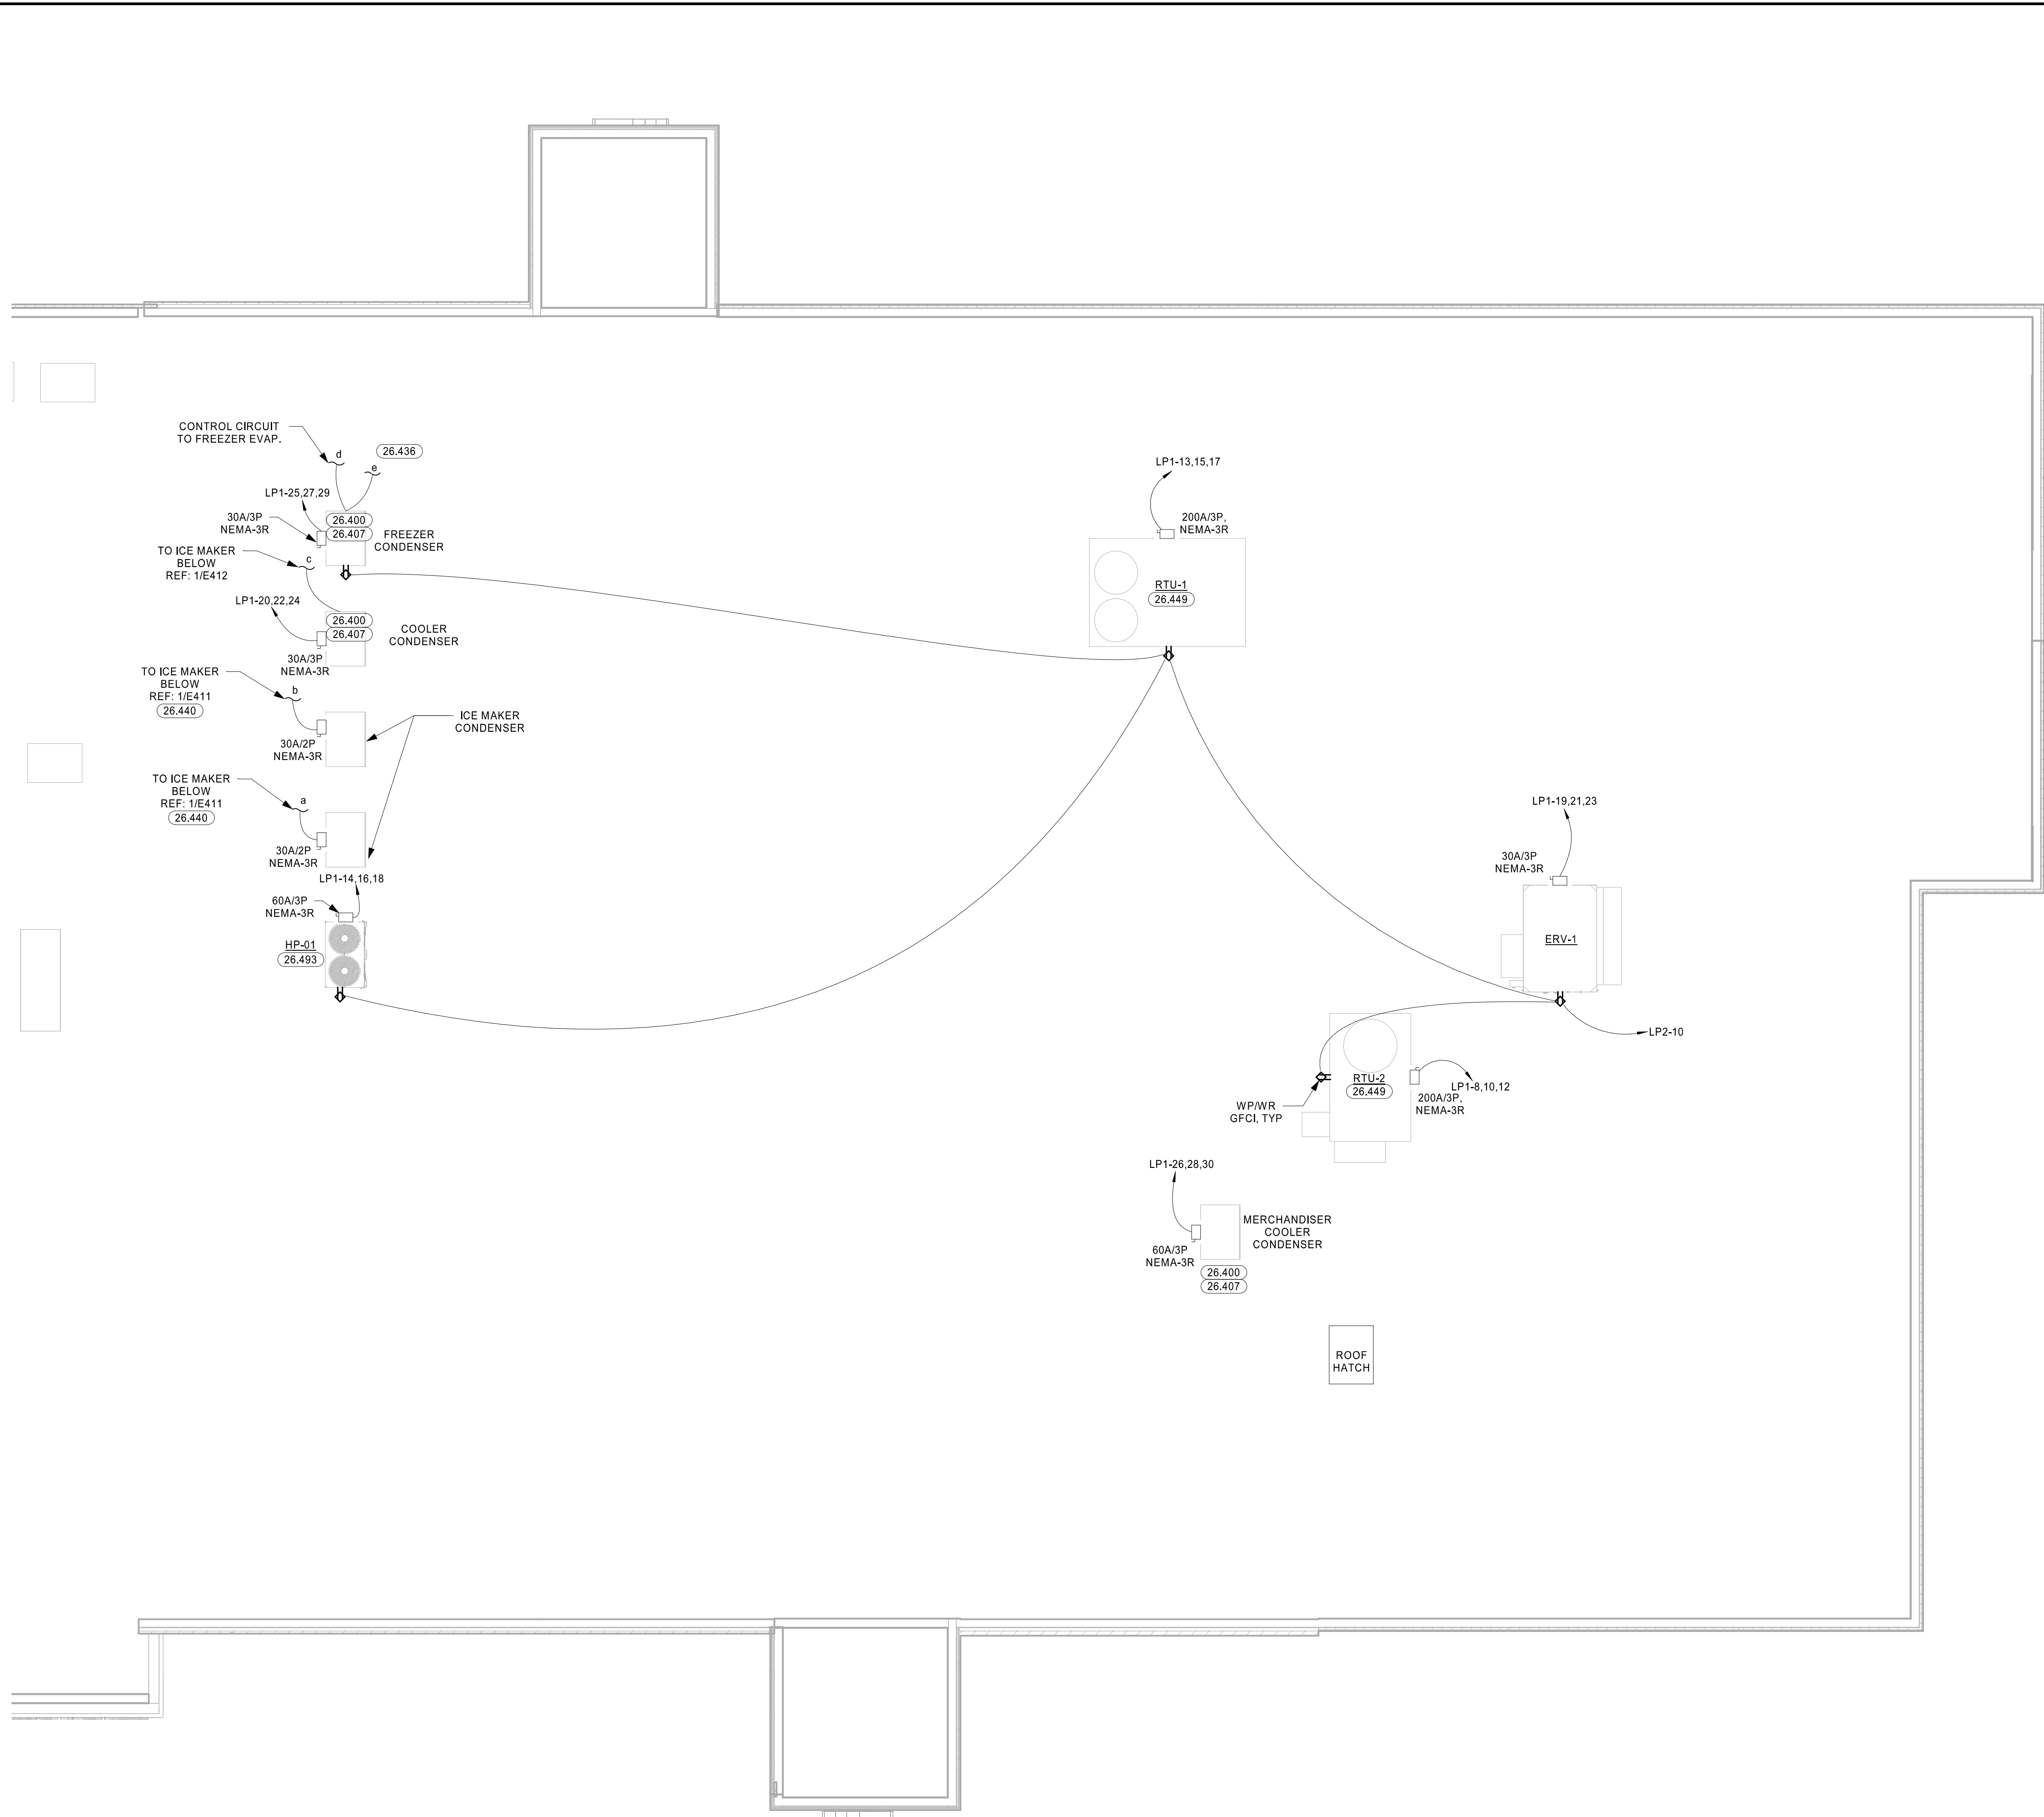 CONTROL CIRCUIT
TO FREEZER EVAP.
d
e
26.436
LP1-25,27,29
30A/3P
NEMA-3R
26.400
26.407
FREEZER
CONDENSER
TO ICE MAKER
BELOW
REF: 1/E412
c
LP1-20,22,24
26.400
26.407
COOLER
CONDENSER
30A/3P
NEMA-3R
TO ICE MAKER
BELOW
REF: 1/E411
26.440
b
30A/2P
NEMA-3R
ICE MAKER
CONDENSER
TO ICE MAKER
BELOW
REF: 1/E411
26.440
a
30A/2P
NEMA-3R
LP1-14,16,18
60A/3P
NEMA-3R
HP-01
26.493
LP1-13,15,17
200A/3P,
NEMA-3R
RTU-1
26.449
LP1-19,21,23
30A/3P
NEMA-3R
ERV-1
LP2-10
RTU-2
26.449
LP1-8,10,12
200A/3P,
NEMA-3R
WP/WR
GFCI, TYP
LP1-26,28,30
MERCHANDISER
COOLER
CONDENSER
60A/3P
NEMA-3R
26.400
26.407
ROOF
HATCH